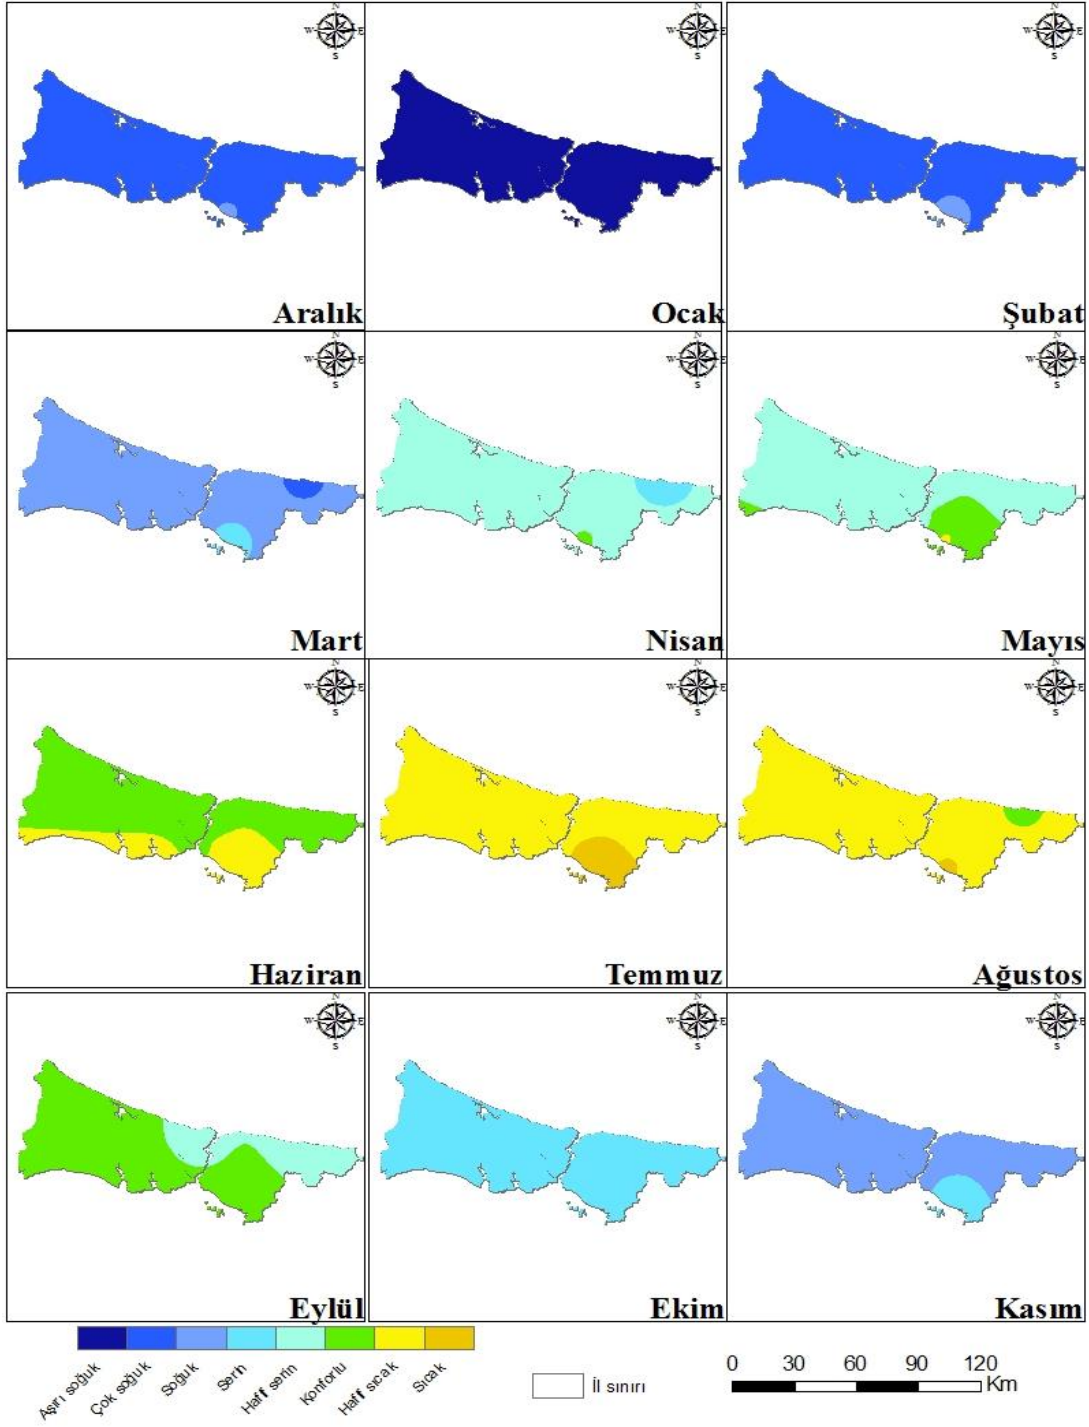 N
W E
S
N
W E
S
N
W E
S
Aralık
Ocak
Şubat
N
W E
S
N
W E
S
N
W E
S
Mart
Nisan
Mayıs
N
W E
S
N
W E
S
N
W E
S
Haziran
Temmuz
Ağustos
N
W E
S
N
W E
S
N
W E
S
Eylül
Ekim
Kasım
Aşırı soğuk
Çok soğuk
Soğuk
Serin
Hafif serin
Konforlu
Hafif sıcak
Sıcak
İl sınırı
0 30 60 90 120
Km